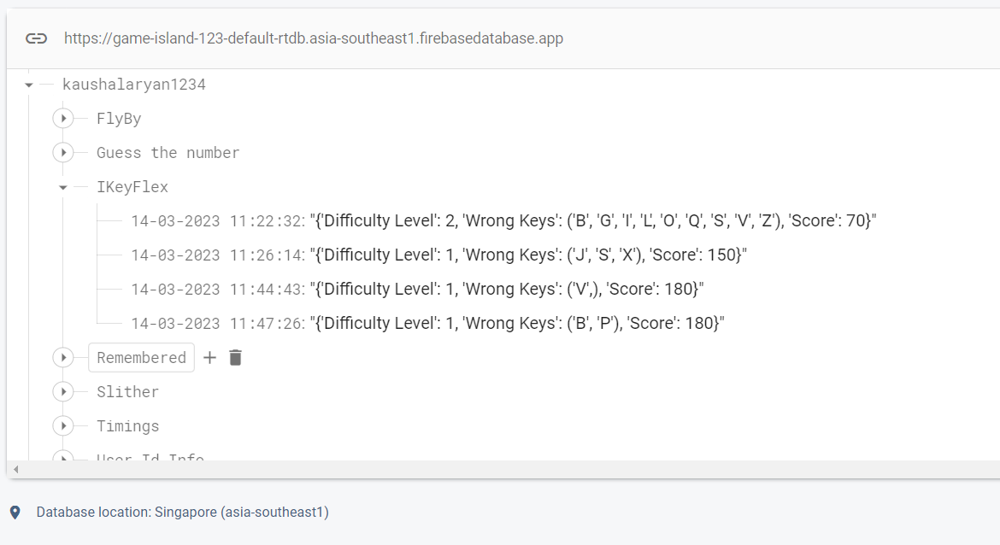 https://game-island-123-default-rtdb.asia-southeast1.firebasedatabase.app
kaushalaryan1234
FlyBy
Guess the number
IKeyFlex
14-03-2023 11:22:32: "{'Difficulty Level': 2, 'Wrong Keys': ('B', 'G', 'I', 'L', 'O', 'Q', 'S', 'V', 'Z'), 'Score': 70}"
14-03-2023 11:26:14: "{'Difficulty Level': 1, 'Wrong Keys': ('J', 'S', 'X'), 'Score': 150}"
14-03-2023 11:44:43: "{'Difficulty Level': 1, 'Wrong Keys': ('V',), 'Score': 180}"
14-03-2023 11:47:26: "{'Difficulty Level': 1, 'Wrong Keys': ('B', 'P'), 'Score': 180}"
Remembered
Slither
Timings
User Id Info
Database location: Singapore (asia-southeast1)